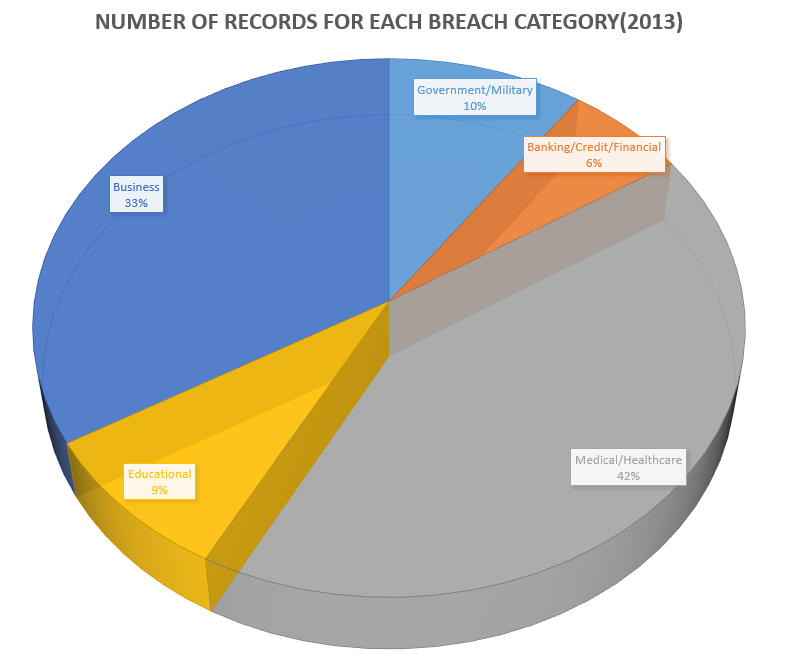 NUMBER OF RECORDS FOR EACH BREACH CATEGORY(2013)
Government/Military
10%
Banking/Credit/Financial
6%
Business
33%
Medical/Healthcare
42%
Educational
9%